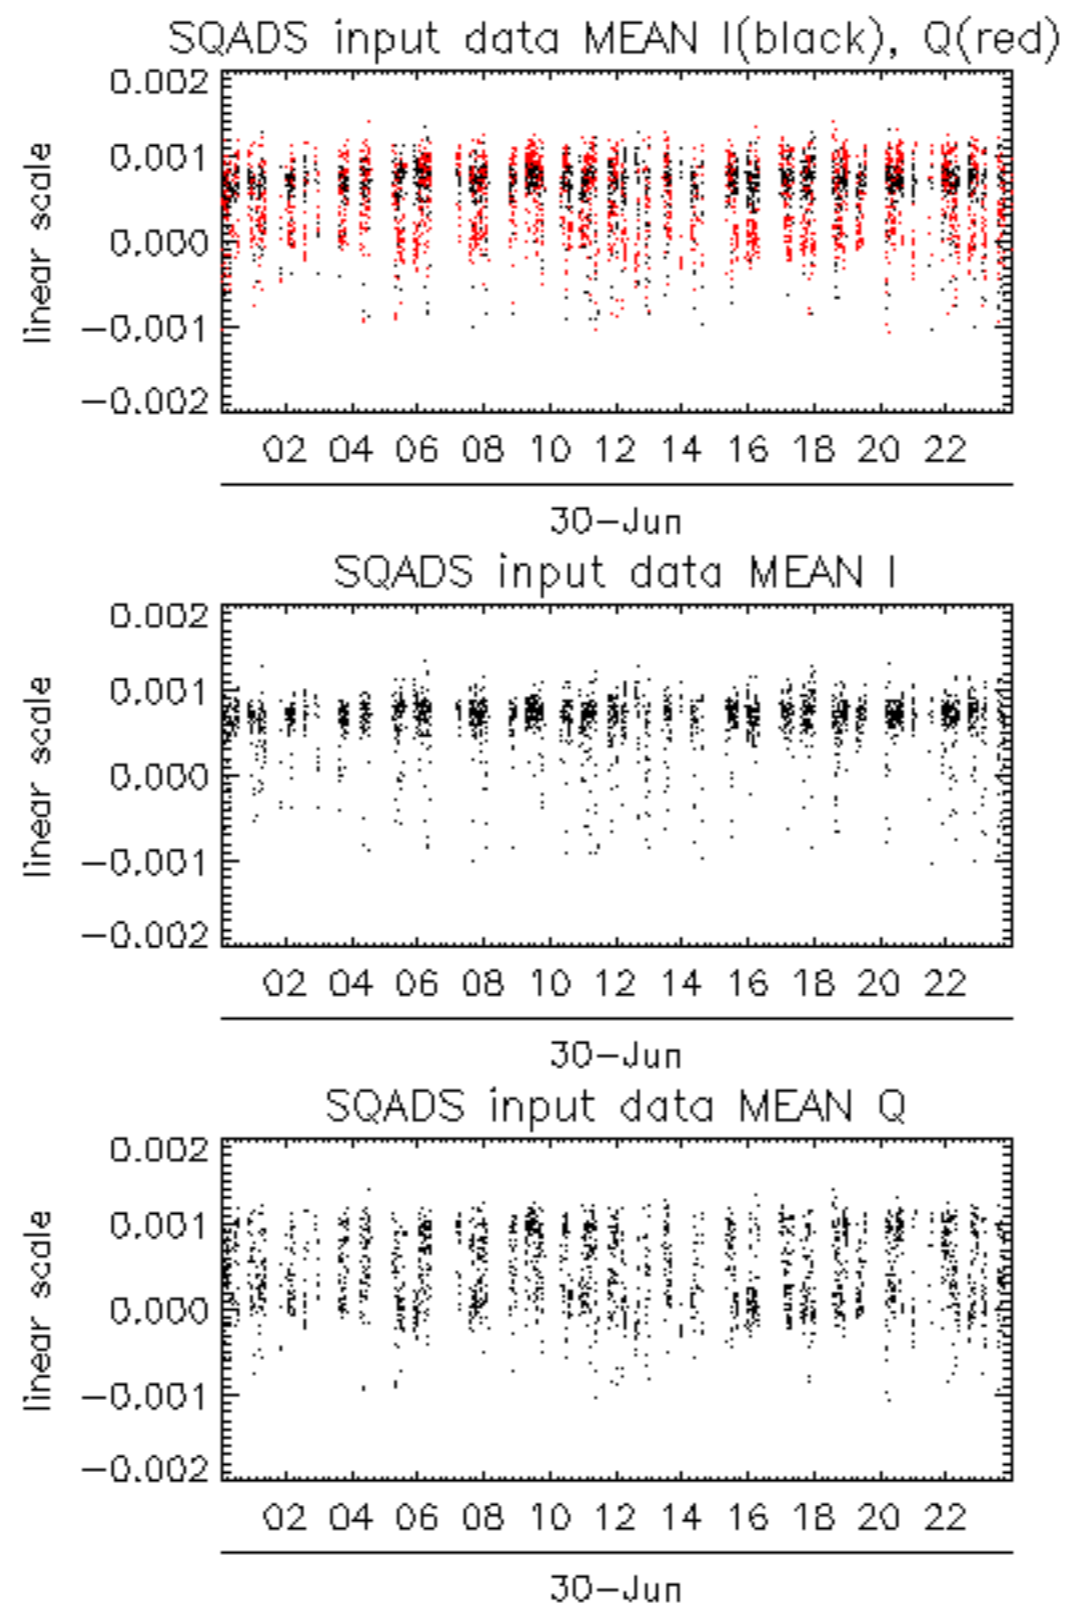 SQADS input data MEAN I(black), Q(red)
0.002
0.001
0.000
−0.001
−0.002
linear scale
02 04 06 08 10 12 14 16 18 20 22
30−Jun
SQADS input data MEAN I
0.002
0.001
0.000
−0.001
−0.002
linear scale
02 04 06 08 10 12 14 16 18 20 22
30−Jun
SQADS input data MEAN Q
0.002
0.001
0.000
−0.001
−0.002
linear scale
02 04 06 08 10 12 14 16 18 20 22
30−Jun